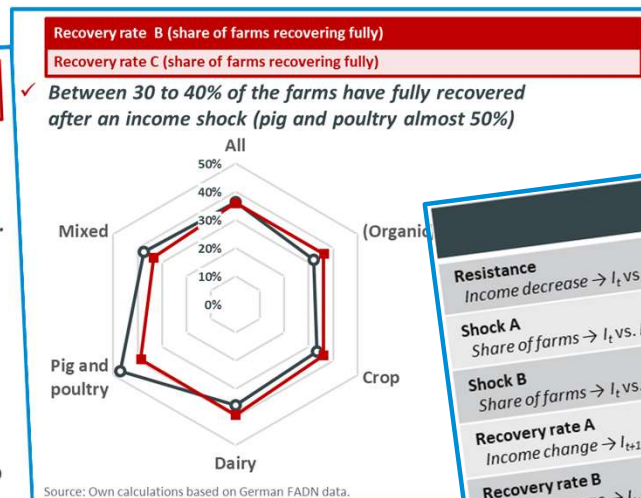 Recovery rate B (share of farms recovering fully)
Recovery rate C (share of farms recovering fully)
✓ Between 30 to 40% of the farms have fully recovered
after an income shock (pig and poultry almost 50%)
All
50%
40%
30%
20%
10%
0%
Mixed
(Organic
Pig and
poultry
Crop
Dairy
Source: Own calculations based on German FADN data.
Resistance
Income decrease → It vs
Shock A
Share of farms → It vs.
Shock B
Share of farms → It vs.
Recovery rate A
Income change → It+1
Recovery rate B